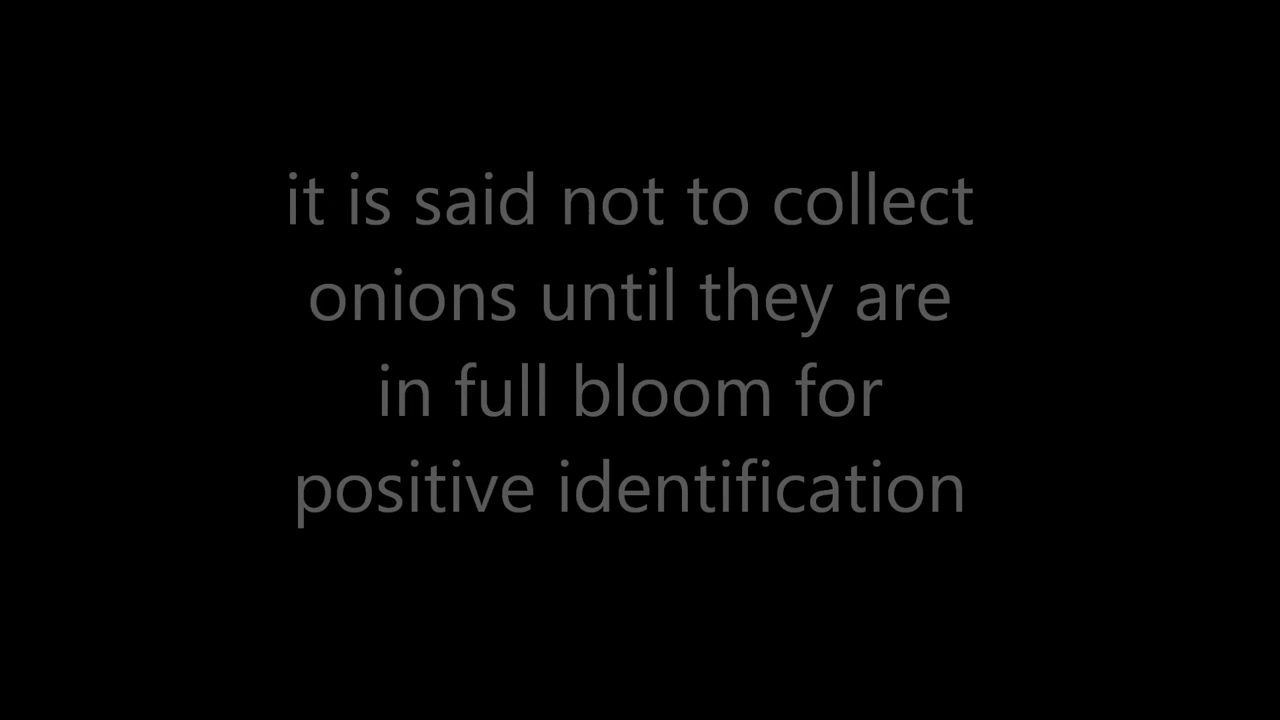 it is said not to collect
onions until they are
in full bloom for
positive identification